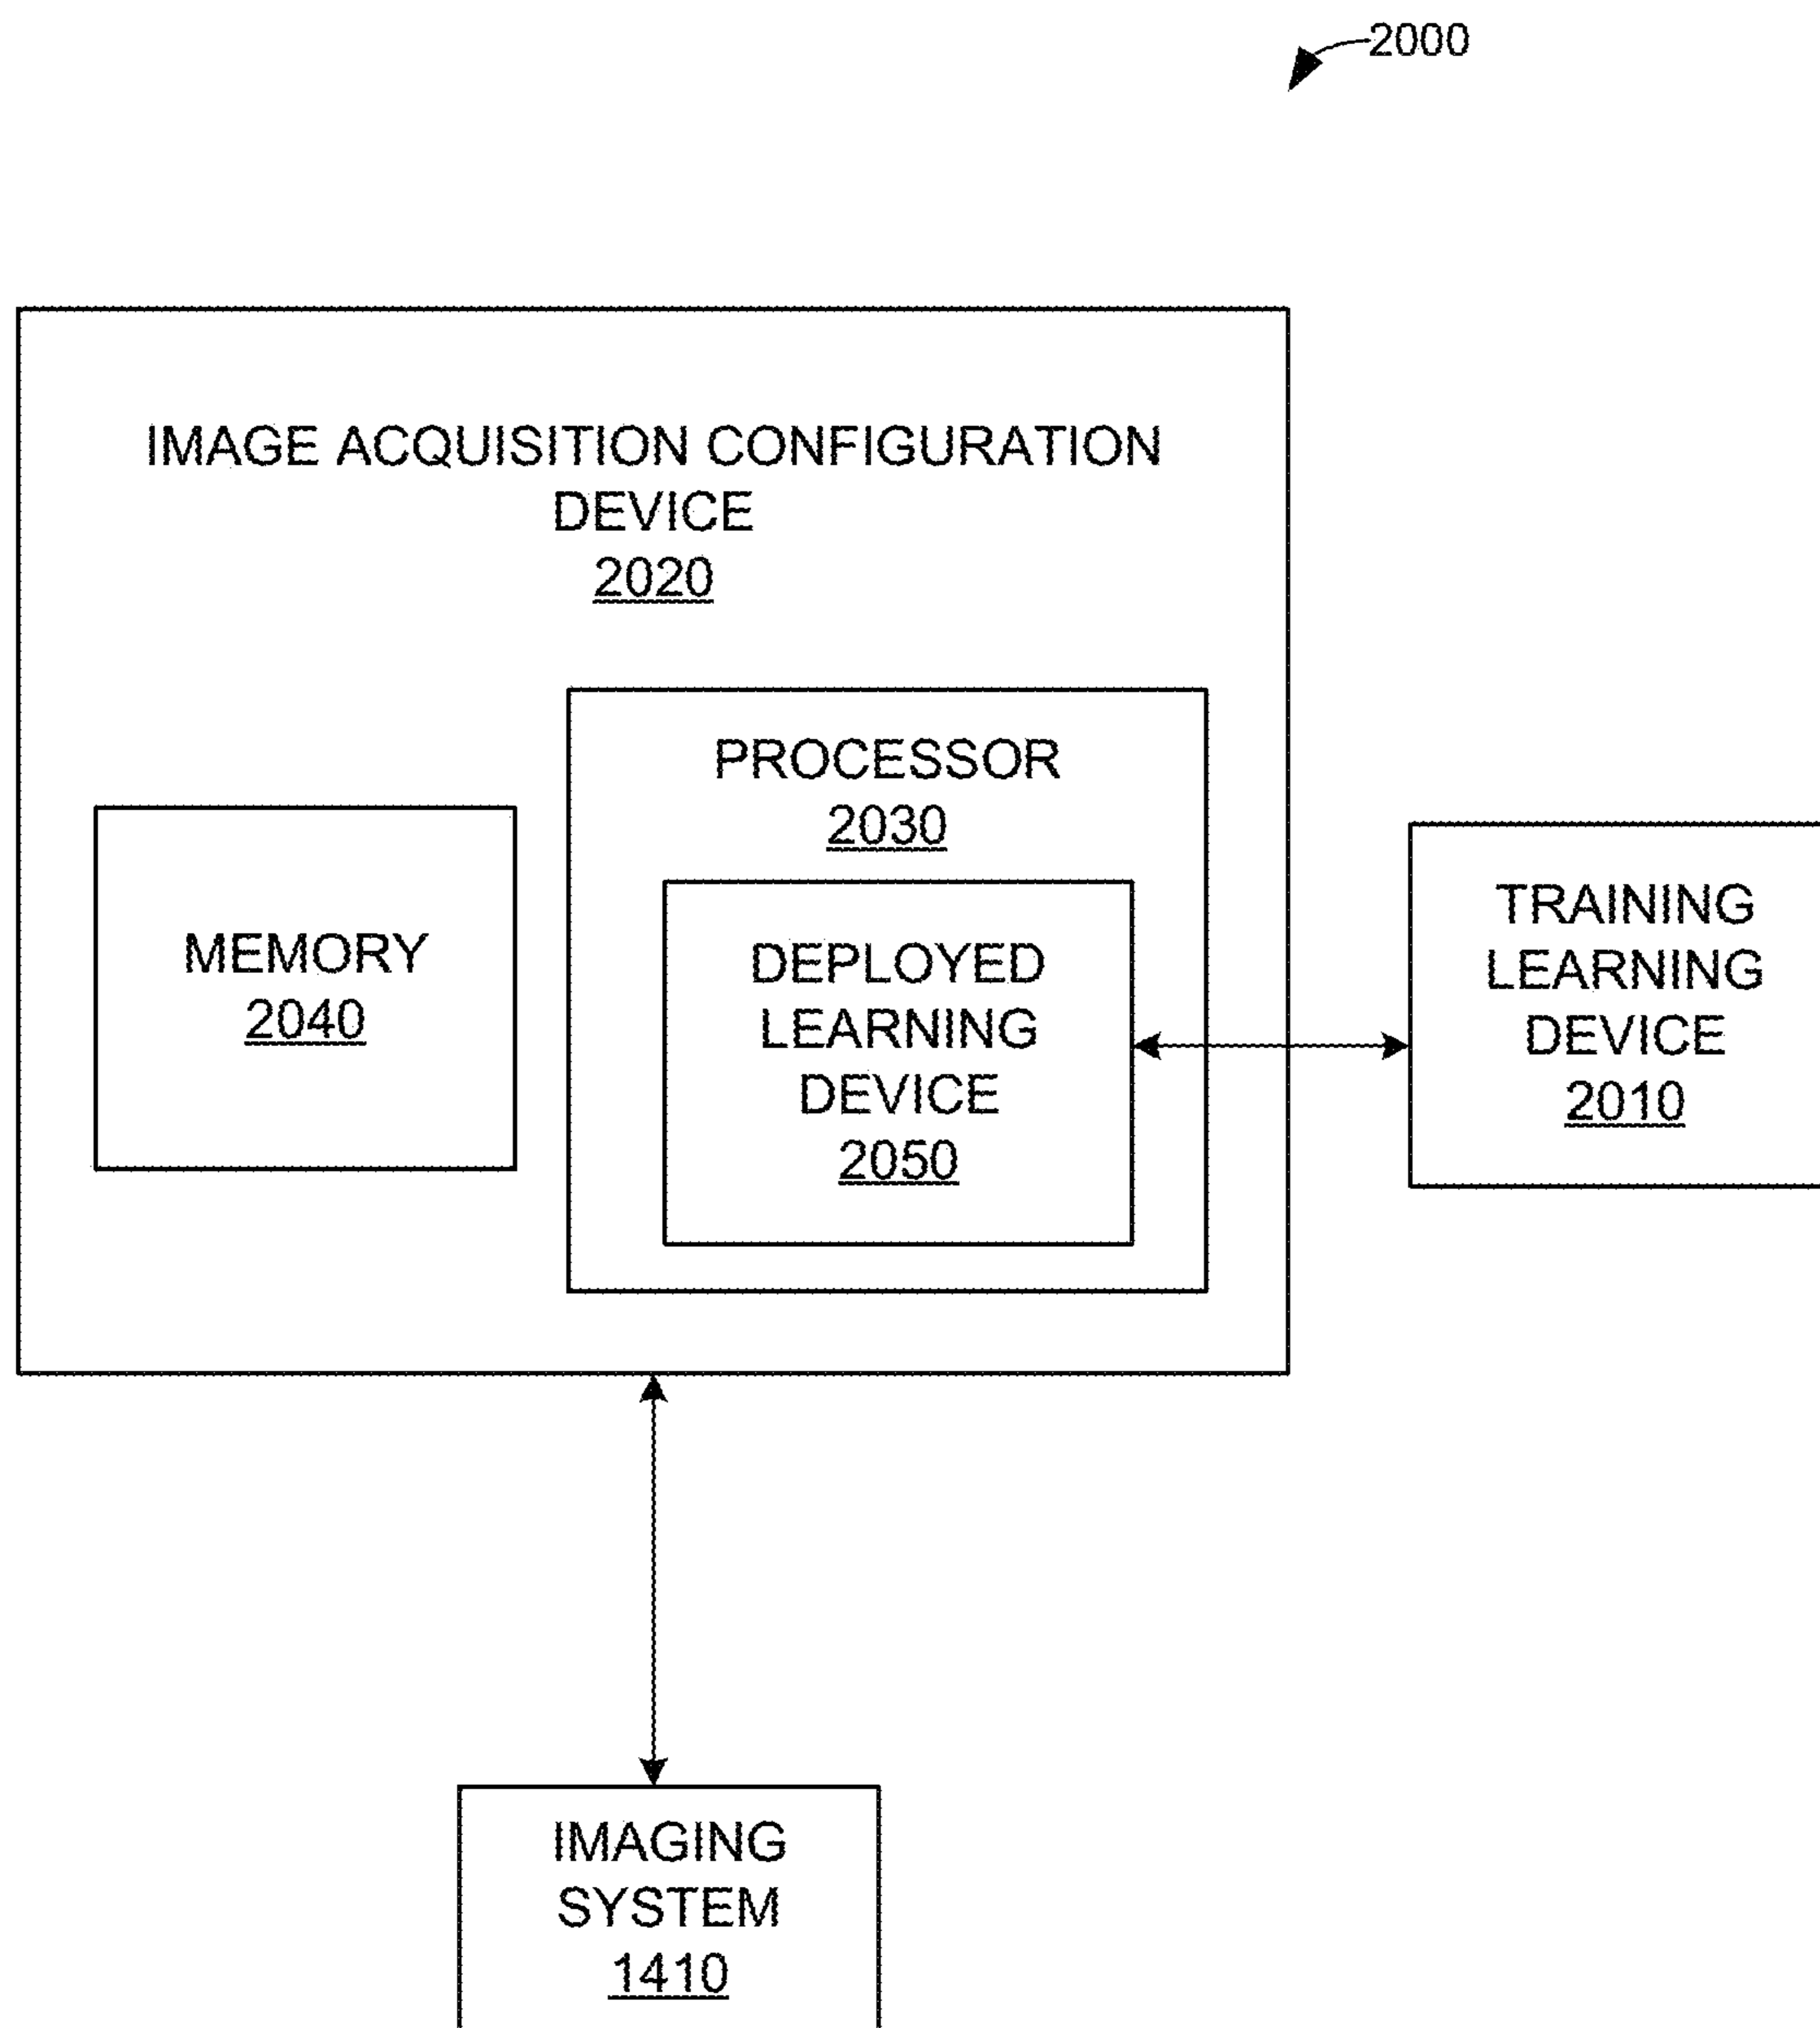 2000
IMAGE ACQUISITION CONFIGURATION
DEVICE
2020
PROCESSOR
2030
MEMORY
2040
DEPLOYED
LEARNING
DEVICE
2050
TRAINING
LEARNING
DEVICE
2010
IMAGING
SYSTEM
1410